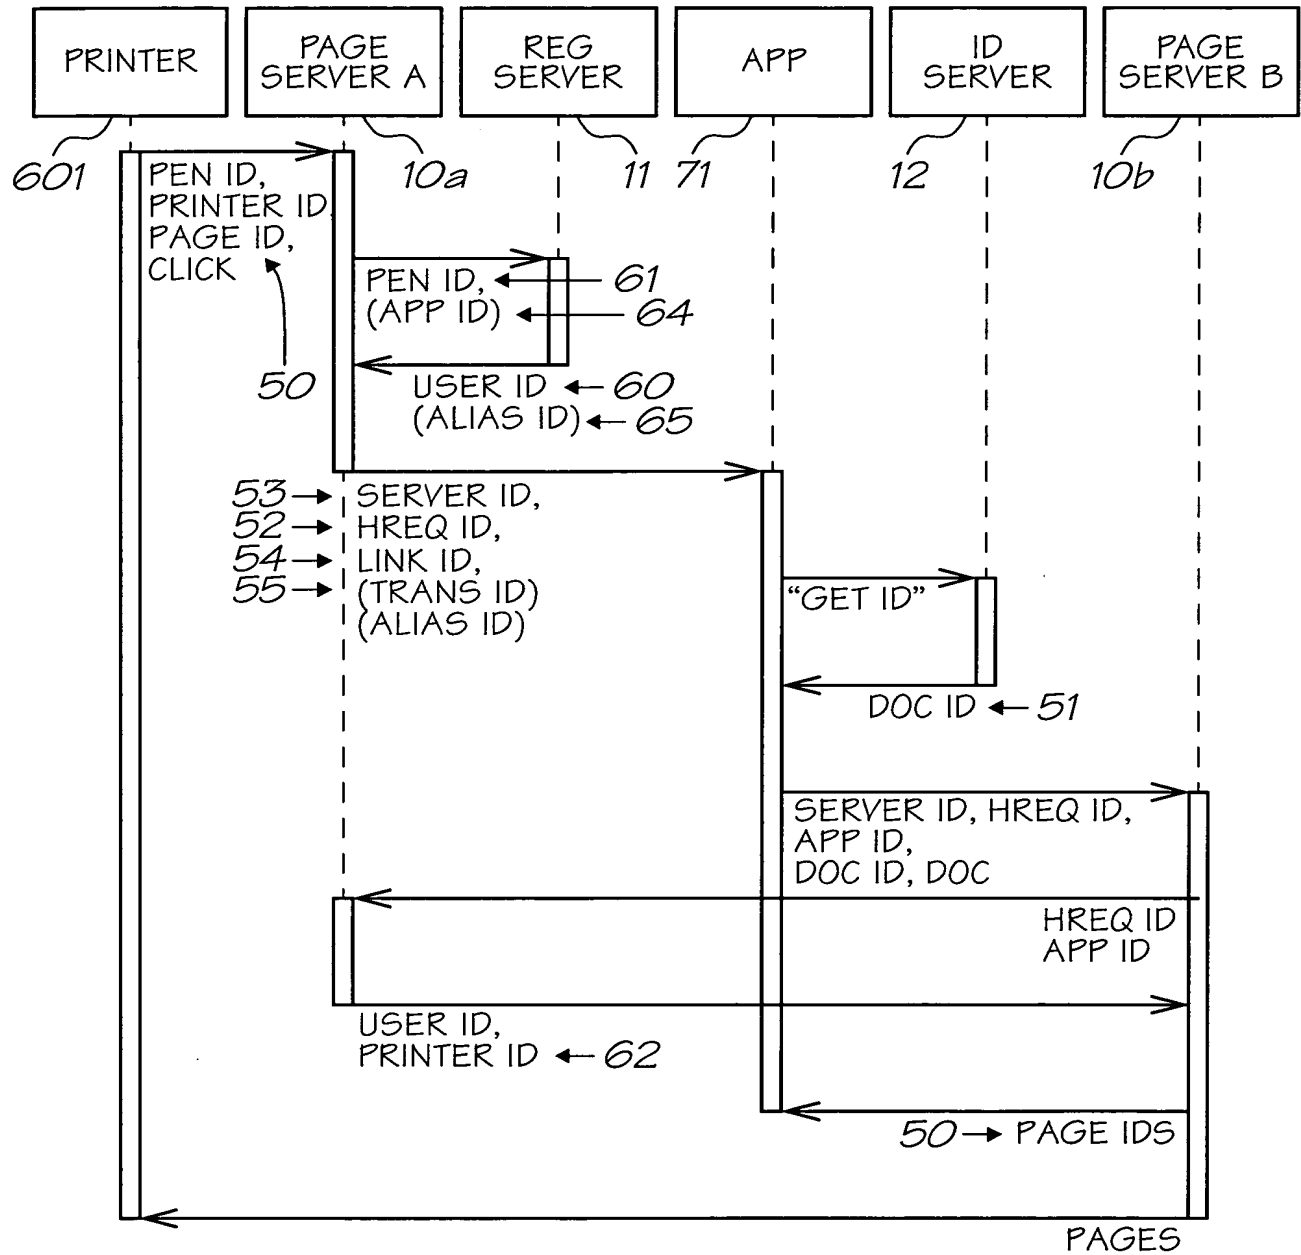 PRINTER
PAGE
SERVER A
REG
SERVER
APP
ID
SERVER
PAGE
SERVER B
601
10a
11
71
12
10b
PEN ID,
PRINTER ID
PAGE ID,
CLICK
50
PEN ID,
61
(APP ID)
64
USER ID
60
(ALIAS ID)
65
53
SERVER ID,
52
HREQ ID,
54
LINK ID,
55
(TRANS ID)
(ALIAS ID)
“GET ID”
DOC ID
51
SERVER ID, HREQ ID,
APP ID,
DOC ID, DOC
HREQ ID
APP ID
USER ID,
PRINTER ID
62
50
PAGE IDS
PAGES